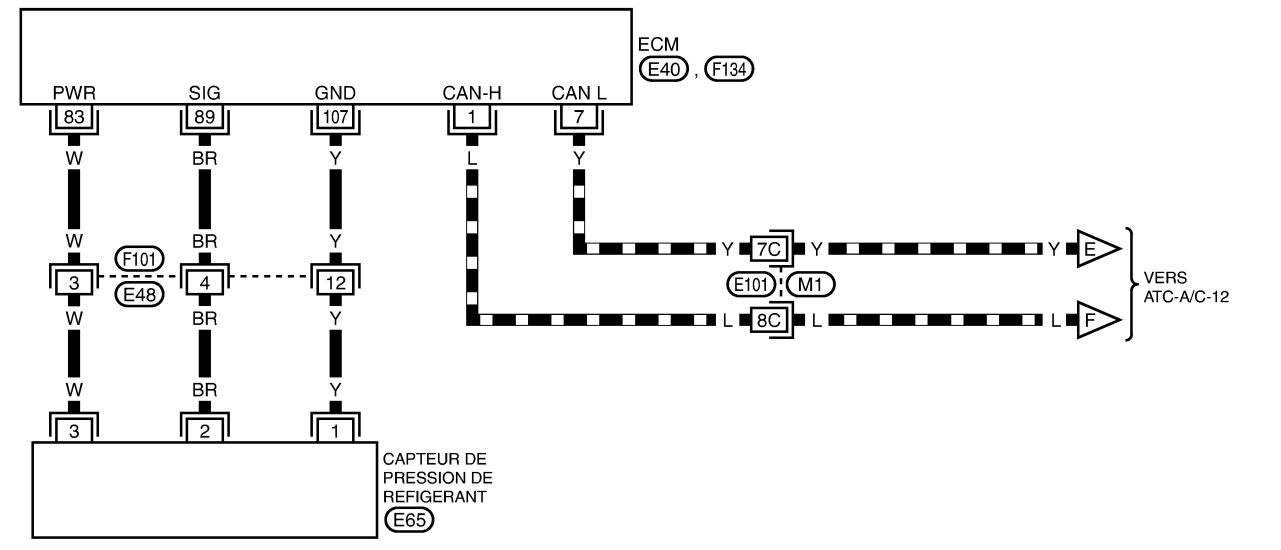 ECM
E40 , F134
PWR SIG GND CAN-H CAN L
83 89 107 1 7
W BR Y L Y
W BR Y
Y 7C Y Y E
F101
3 4 12
E48
E101 M1
VERS
ATC-A/C-12
W BR Y
L 8C L L F
W BR Y
3 2 1
CAPTEUR DE
PRESSION DE
REFIGERANT
E65